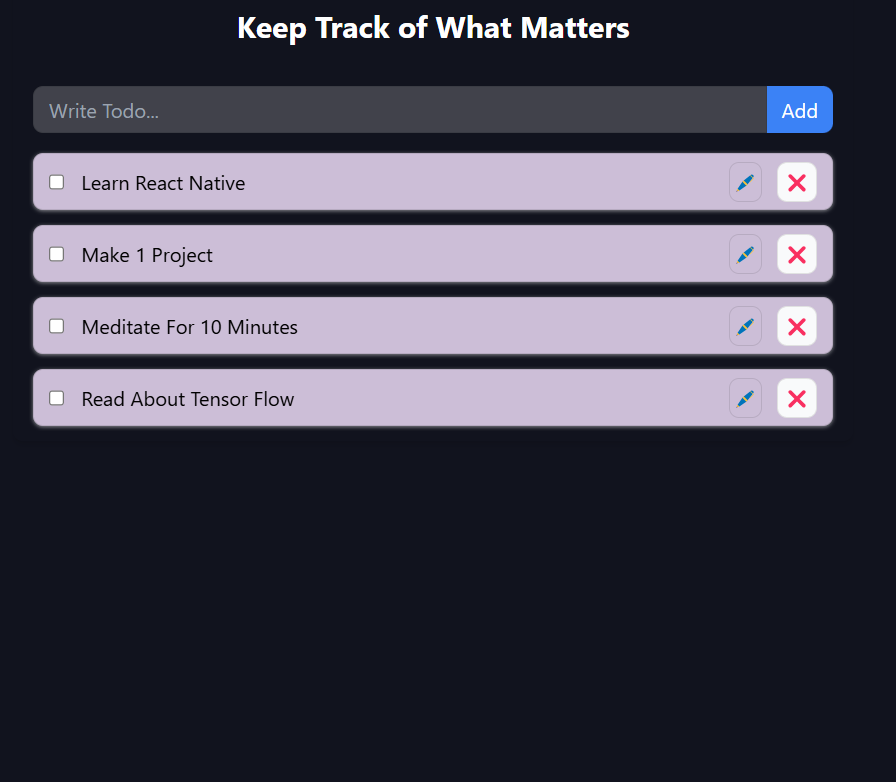 Keep Track of What Matters
Write Todo...
Add
Learn React Native
Make 1 Project
Meditate For 10 Minutes
Read About Tensor Flow